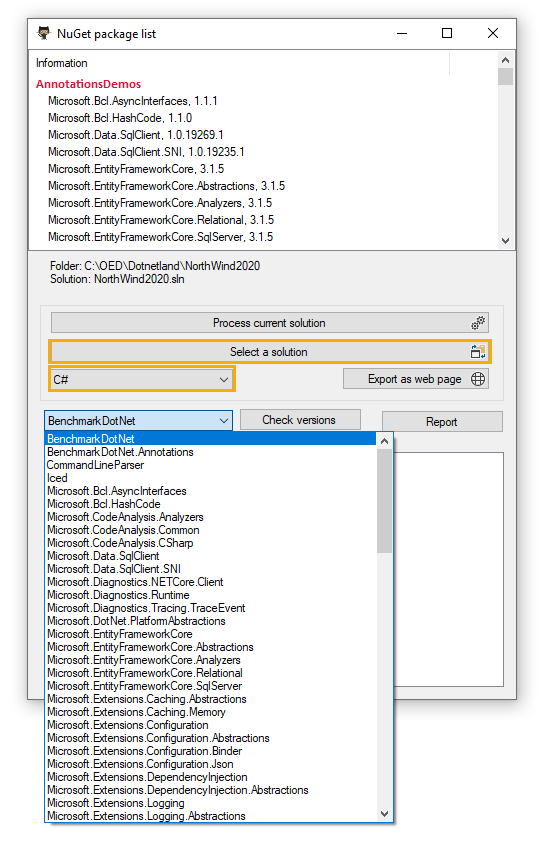 NuGet package list
Information
AnnotationsDemos
Microsoft.Bcl.AsyncInterfaces, 1.1.1
Microsoft.Bcl.HashCode, 1.1.0
Microsoft.Data.SqlClient, 1.0.19269.1
Microsoft.Data.SqlClient.SNI, 1.0.19235.1
Microsoft.EntityFrameworkCore, 3.1.5
Microsoft.EntityFrameworkCore.Abstractions, 3.1.5
Microsoft.EntityFrameworkCore.Analyzers, 3.1.5
Microsoft.EntityFrameworkCore.Relational, 3.1.5
Microsoft.EntityFrameworkCore.SqlServer, 3.1.5
Folder: C:\OED\Dotnetland\NorthWind2020
Solution: NorthWind2020.sln
Process current solution
Select a solution
C# Export as web page
BenchmarkDotNet Check versions Report
BenchmarkDotNet
BenchmarkDotNet.Annotations
CommandLineParser
Iced
Microsoft.Bcl.AsyncInterfaces
Microsoft.Bcl.HashCode
Microsoft.CodeAnalysis.Analyzers
Microsoft.CodeAnalysis.Common
Microsoft.CodeAnalysis.CSharp
Microsoft.Data.SqlClient
Microsoft.Data.SqlClient.SNI
Microsoft.Diagnostics.NETCore.Client
Microsoft.Diagnostics.Runtime
Microsoft.Diagnostics.Tracing.TraceEvent
Microsoft.DotNet.PlatformAbstractions
Microsoft.EntityFrameworkCore
Microsoft.EntityFrameworkCore.Abstractions
Microsoft.EntityFrameworkCore.Analyzers
Microsoft.EntityFrameworkCore.Relational
Microsoft.EntityFrameworkCore.SqlServer
Microsoft.Extensions.Caching.Abstractions
Microsoft.Extensions.Caching.Memory
Microsoft.Extensions.Configuration
Microsoft.Extensions.Configuration.Abstractions
Microsoft.Extensions.Configuration.Binder
Microsoft.Extensions.Configuration.Json
Microsoft.Extensions.DependencyInjection
Microsoft.Extensions.DependencyInjection.Abstractions
Microsoft.Extensions.Logging
Microsoft.Extensions.Logging.Abstractions